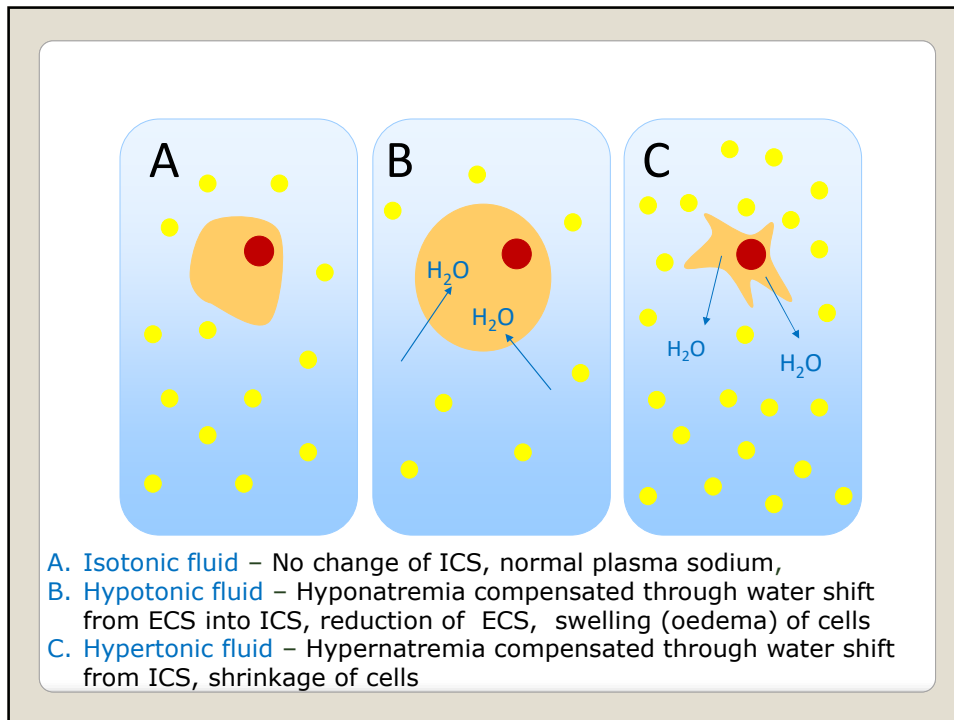 A
B
C
H₂O
H₂O
H₂O
H₂O
A. Isotonic fluid – No change of ICS, normal plasma sodium,
B. Hypotonic fluid – Hyponatremia compensated through water shift
from ECS into ICS, reduction of ECS, swelling (oedema) of cells
C. Hypertonic fluid – Hypernatremia compensated through water shift
from ICS, shrinkage of cells